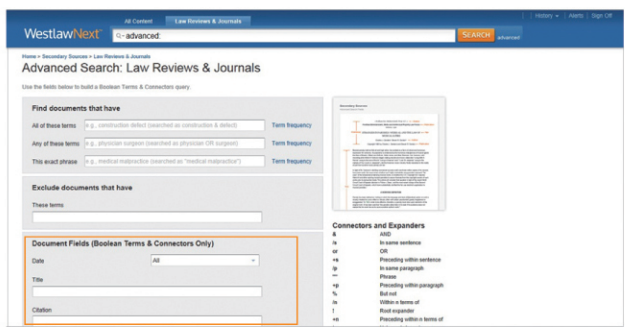 History Alerts Sign Off
All Content Law Reviews & Journals
WestlawNext advanced: SEARCH advanced
Home > Secondary Sources > Law Reviews & Journals
Advanced Search: Law Reviews & Journals
Use the fields below to build a Boolean Terms & Connectors query.
Find documents that have
All of these terms e.g., construction defect (searched as construction & defect) Term frequency
Any of these terms e.g., physician surgeon (searched as physician OR surgeon) Term frequency
This exact phrase e.g., medical malpractice (searched as "medical malpractice") Term frequency
Exclude documents that have
These terms
Document Fields (Boolean Terms & Connectors Only)
Date All
Title
Citation
Connectors and Expanders
& AND
/s In same sentence
or OR
+s Preceding within sentence
/p In same paragraph
"" Phrase
+p Preceding within paragraph
% But not
/n Within n terms of
! Root expander
+n Preceding within n terms of